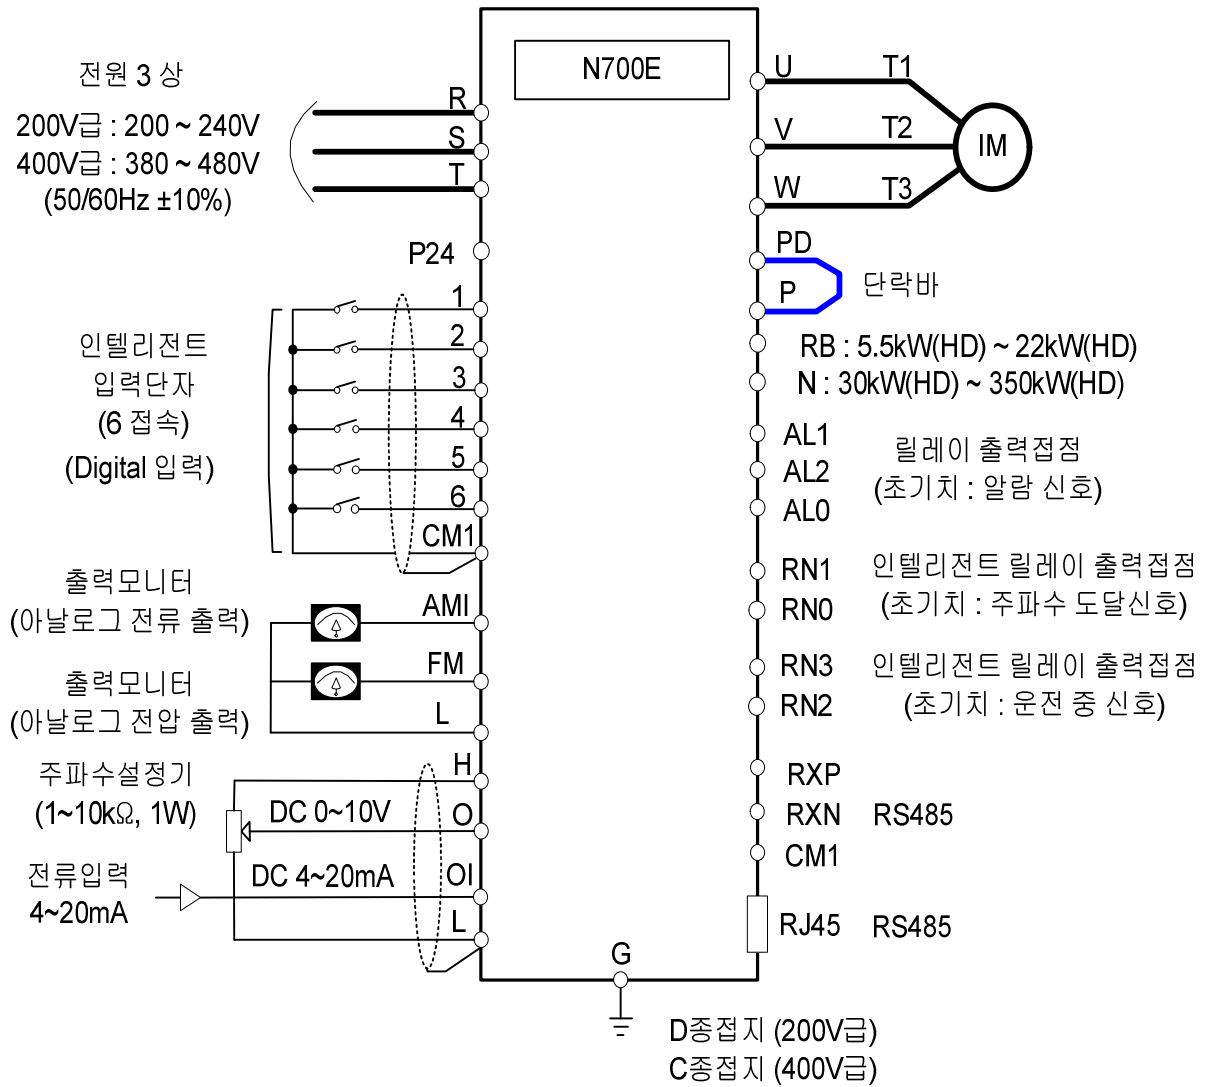 N700E
전원 3 상
200V급 : 200 ~ 240V
400V급 : 380 ~ 480V
(50/60Hz ±10%)
R
S
T
P24
인텔리전트
입력단자
(6 접속)
(Digital 입력)
1
2
3
4
5
6
CM1
출력모니터
(아날로그 전류 출력)
AMI
출력모니터
(아날로그 전압 출력)
FM
L
주파수설정기
(1~10kΩ, 1W)
H
DC 0~10V
O
전류입력
4~20mA
DC 4~20mA
OI
L
G
D종접지 (200V급)
C종접지 (400V급)
U
T1
V
T2
W
T3
IM
PD
P
단락바
RB : 5.5kW(HD) ~ 22kW(HD)
N : 30kW(HD) ~ 350kW(HD)
AL1
AL2
AL0
릴레이 출력접점
(초기치 : 알람 신호)
RN1
RN0
인텔리전트 릴레이 출력접점
(초기치 : 주파수 도달신호)
RN3
RN2
인텔리전트 릴레이 출력접점
(초기치 : 운전 중 신호)
RXP
RXN RS485
CM1
RJ45 RS485